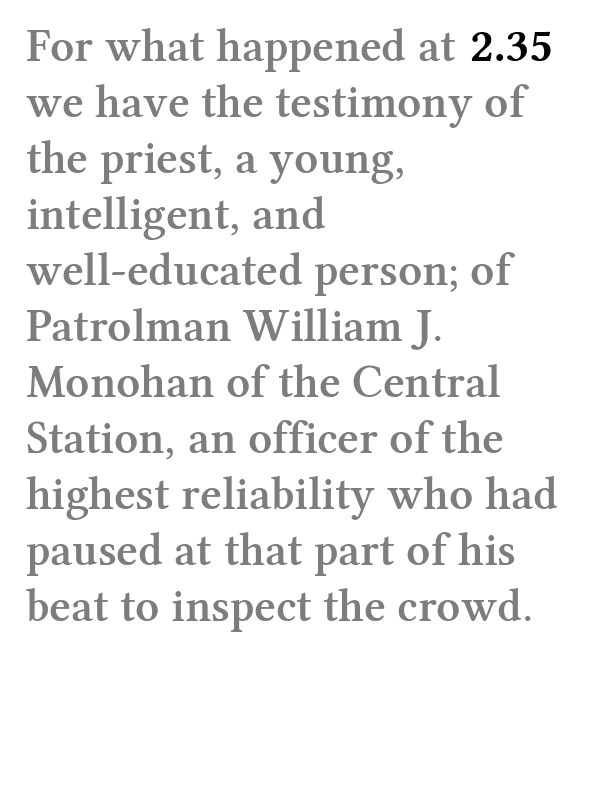 For what happened at 2.35
we have the testimony of
the priest, a young,
intelligent, and
well-educated person; of
Patrolman William J.
Monohan of the Central
Station, an officer of the
highest reliability who had
paused at that part of his
beat to inspect the crowd.